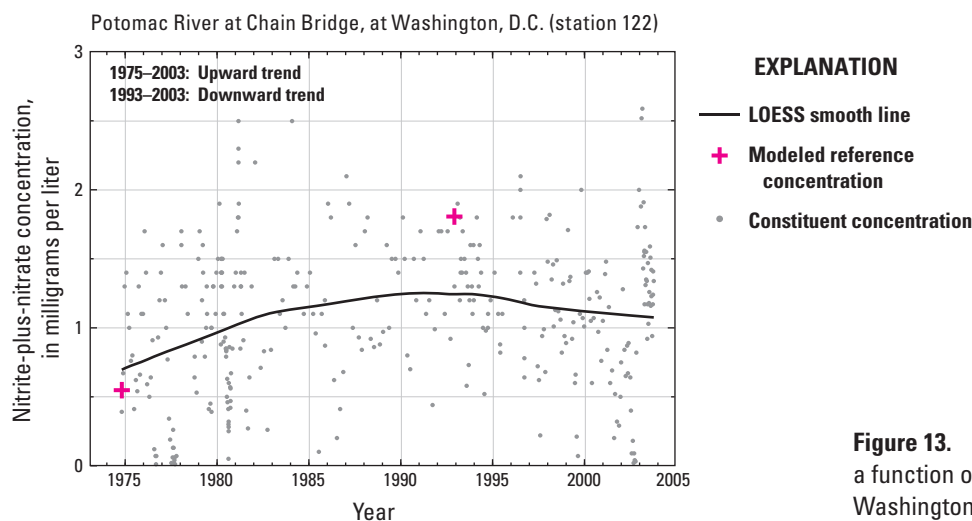 Potomac River at Chain Bridge, at Washington, D.C. (station 122)
1975–2003: Upward trend
1993–2003: Downward trend
Nitrite-plus-nitrate concentration,
in milligrams per liter
3
2
1
0
1975 1980 1985 1990 1995 2000 2005
Year
EXPLANATION
LOESS smooth line
Modeled reference
concentration
Constituent concentration
Figure 13.
a function o
Washington